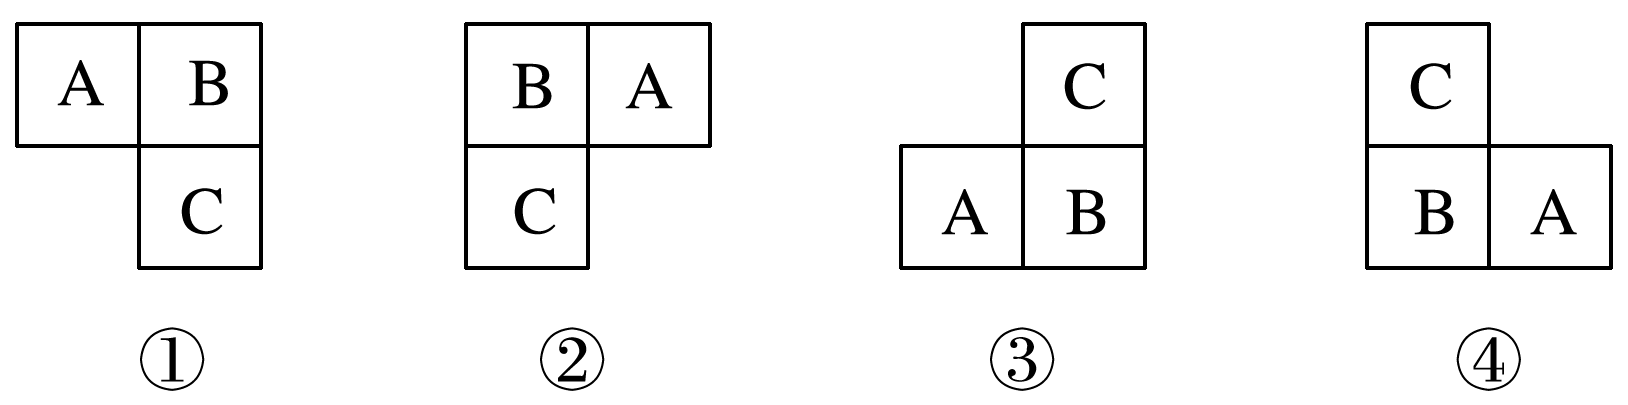 A B B A C C
C C A B B A
① ② ③ ④